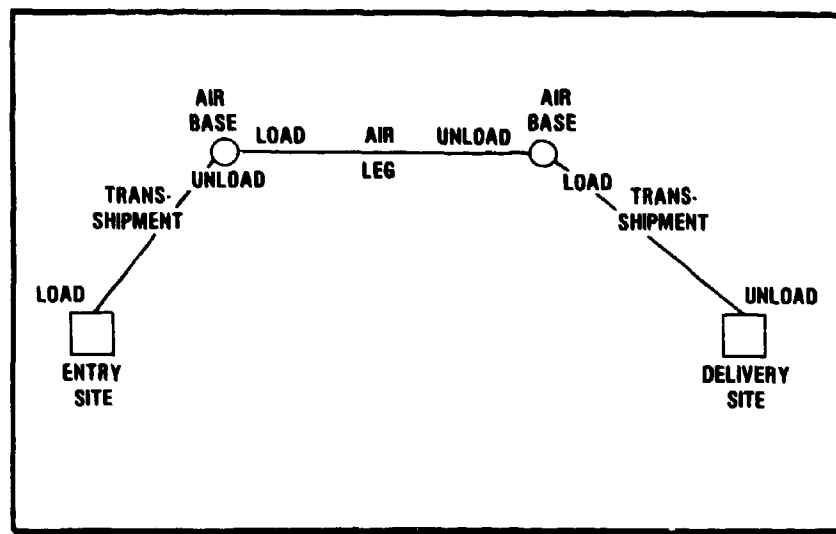 AIR
BASE
AIR
BASE
LOAD
AIR
LEG
UNLOAD
UNLOAD
LOAD
TRANS-
SHIPMENT
TRANS-
SHIPMENT
LOAD
UNLOAD
ENTRY
SITE
DELIVERY
SITE